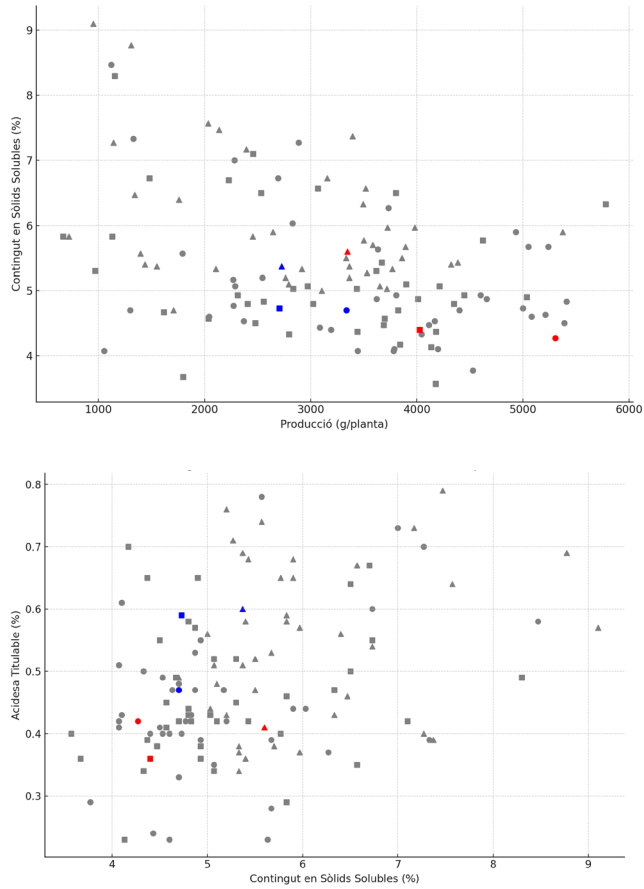 9
8
7
6
5
4
Contingut en Sòlids Solubles (%)
1000 2000 3000 4000 5000 6000
Producció (g/planta)
0.8
0.7
0.6
0.5
0.4
0.3
Acidesa Titulable (%)
4 5 6 7 8 9
Contingut en Sòlids Solubles (%)